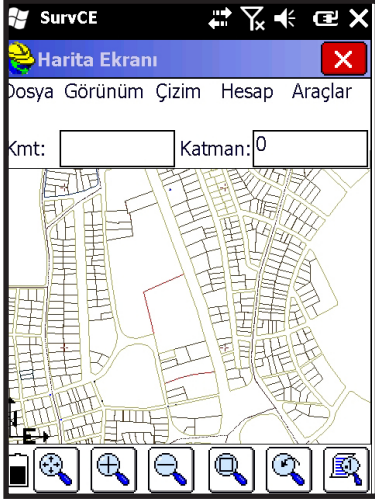 SurvCE
Harita Ekranı
Dosya Görünüm Çizim Hesap Araçlar
Kmt: Katman: 0
E